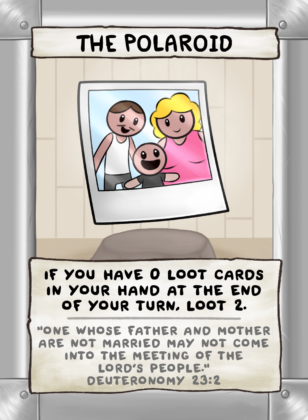 THE POLAROID
IF YOU HAVE 0 LOOT CARDS
IN YOUR HAND AT THE END
OF YOUR TURN, LOOT 2.
"ONE WHOSE FATHER AND MOTHER
ARE NOT MARRIED MAY NOT COME
INTO THE MEETING OF THE
LORD'S PEOPLE."
DEUTERONOMY 23:2